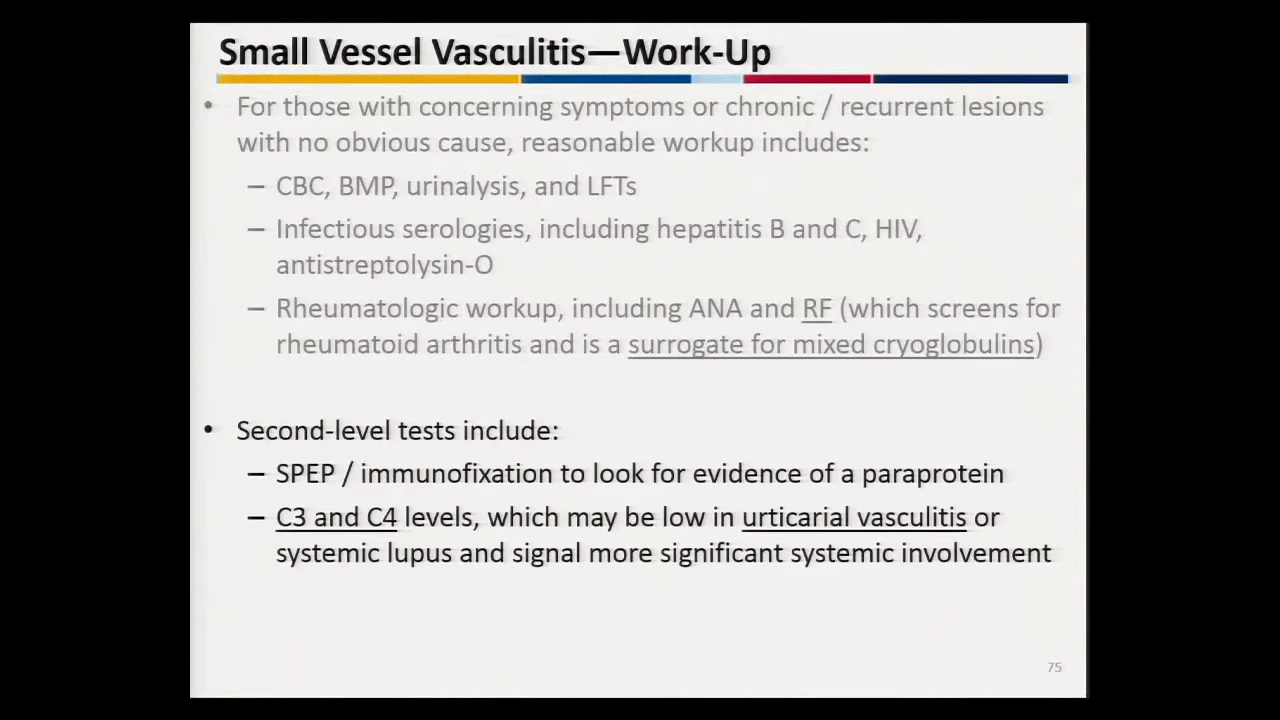 Small Vessel Vasculitis—Work-Up
• For those with concerning symptoms or chronic / recurrent lesions
with no obvious cause, reasonable workup includes:
– CBC, BMP, urinalysis, and LFTs
– Infectious serologies, including hepatitis B and C, HIV,
antistreptolysin-O
– Rheumatologic workup, including ANA and RF (which screens for
rheumatoid arthritis and is a surrogate for mixed cryoglobulins)
• Second-level tests include:
– SPEP / immunofixation to look for evidence of a paraprotein
– C3 and C4 levels, which may be low in urticarial vasculitis or
systemic lupus and signal more significant systemic involvement
75